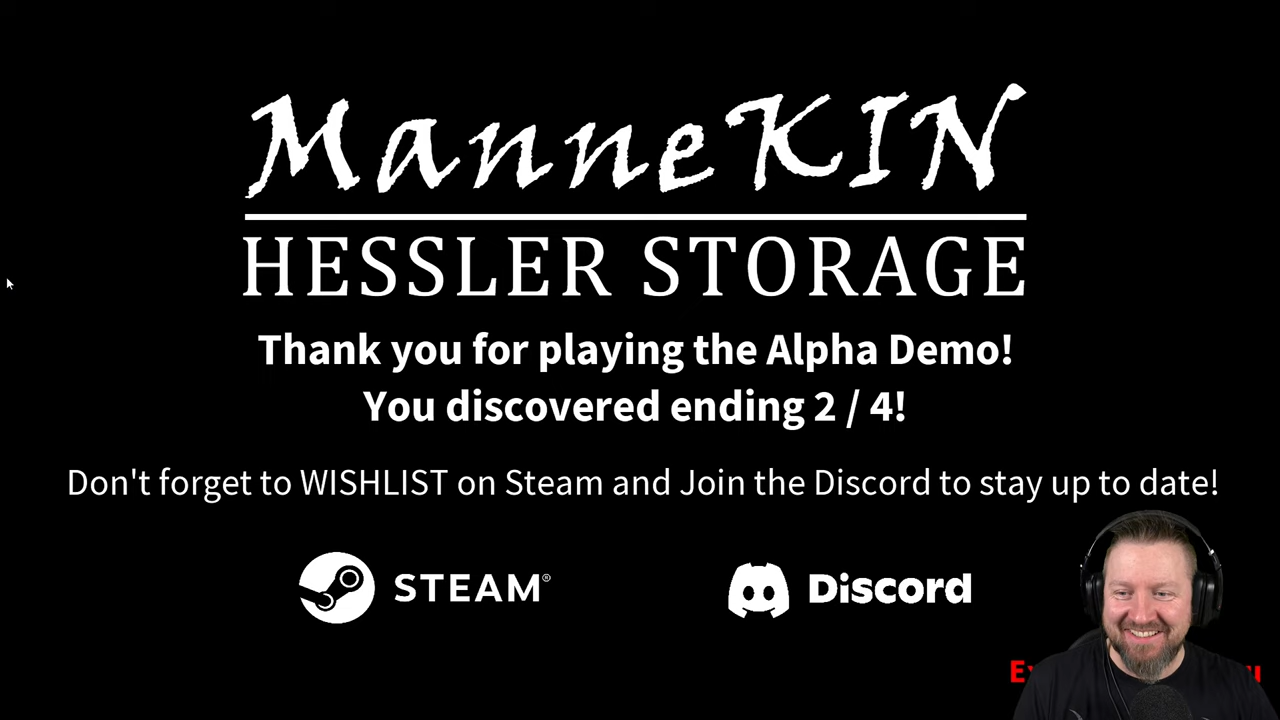 ManneKIN
HESSLER STORAGE
Thank you for playing the Alpha Demo!
You discovered ending 2 / 4!
Don't forget to WISHLIST on Steam and Join the Discord to stay up to date!
STEAM®
Discord